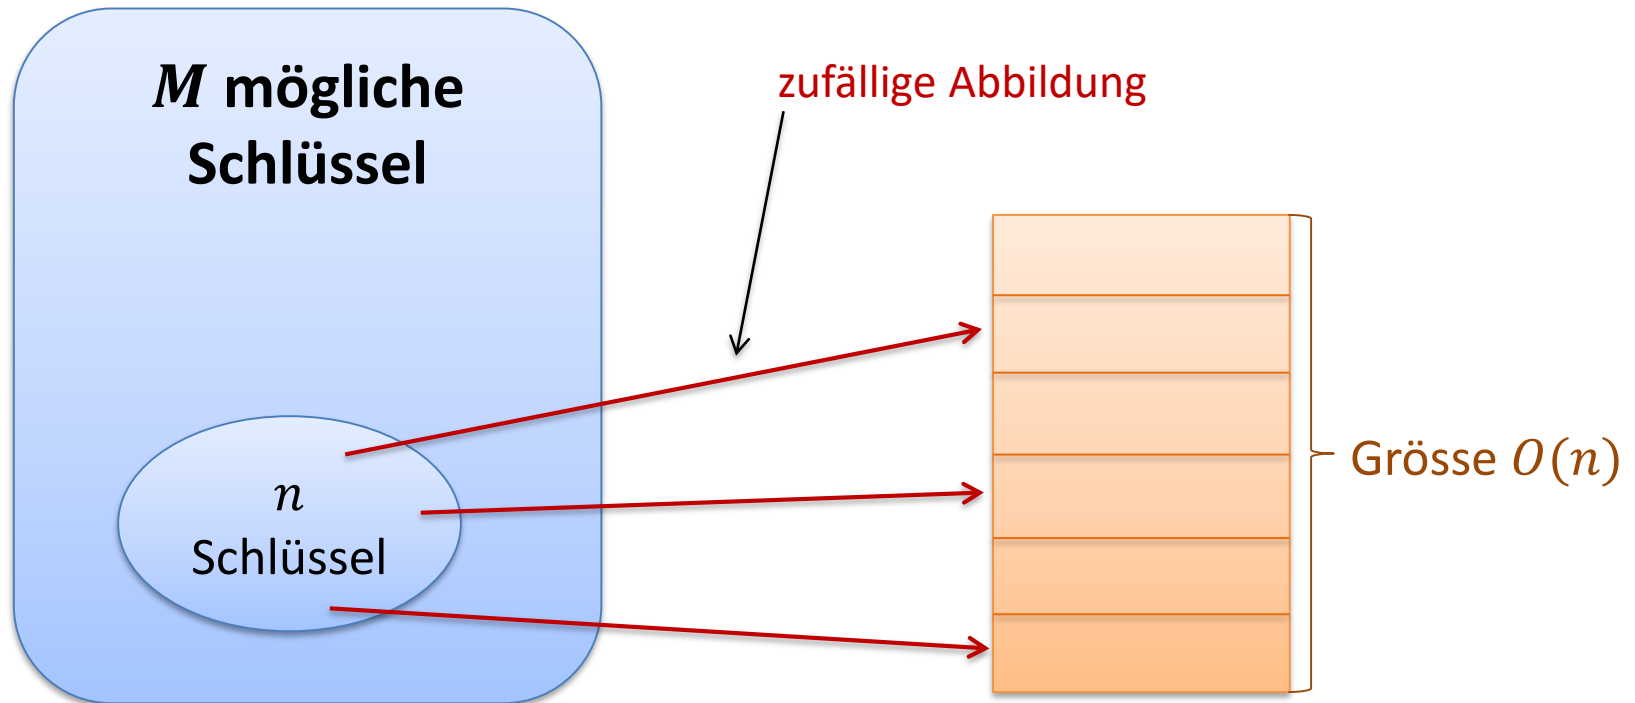 M mögliche
Schlüssel
zufällige Abbildung
n
Schlüssel
Grösse O(n)